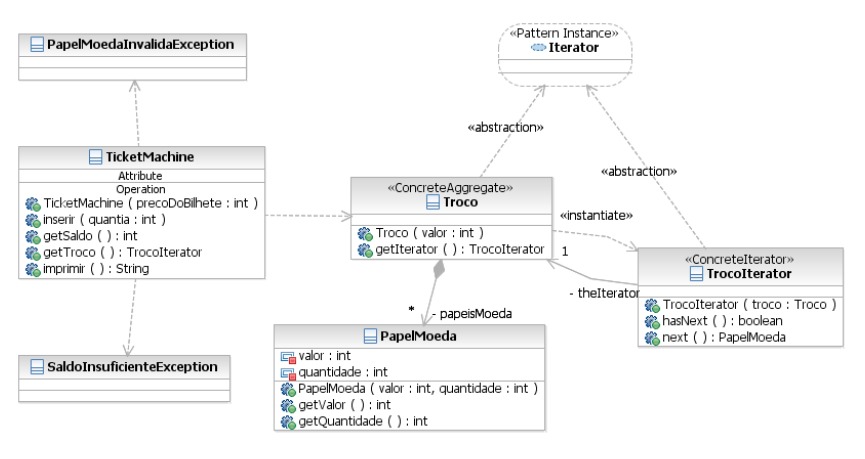 PapelMoedaInvalidaException
«Pattern Instance»
Iterator
«abstraction»
TicketMachine
Attribute
Operation
TicketMachine ( precoDoBilhete : int )
inserir ( quantia : int )
getSaldo ( ) : int
getTroco ( ) : TrocoIterator
imprimir ( ) : String
«abstraction»
«ConcreteAggregate»
Troco
Troco ( valor : int )
getIterator ( ) : TrocoIterator
«instantiate»
1
«ConcreteIterator»
TrocoIterator
TrocoIterator ( troco : Troco )
hasNext ( ) : boolean
next ( ) : PapelMoeda
- theIterator
*
- papeisMoeda
PapelMoeda
valor : int
quantidade : int
PapelMoeda ( valor : int, quantidade : int )
getValor ( ) : int
getQuantidade ( ) : int
SaldoInsuficienteException